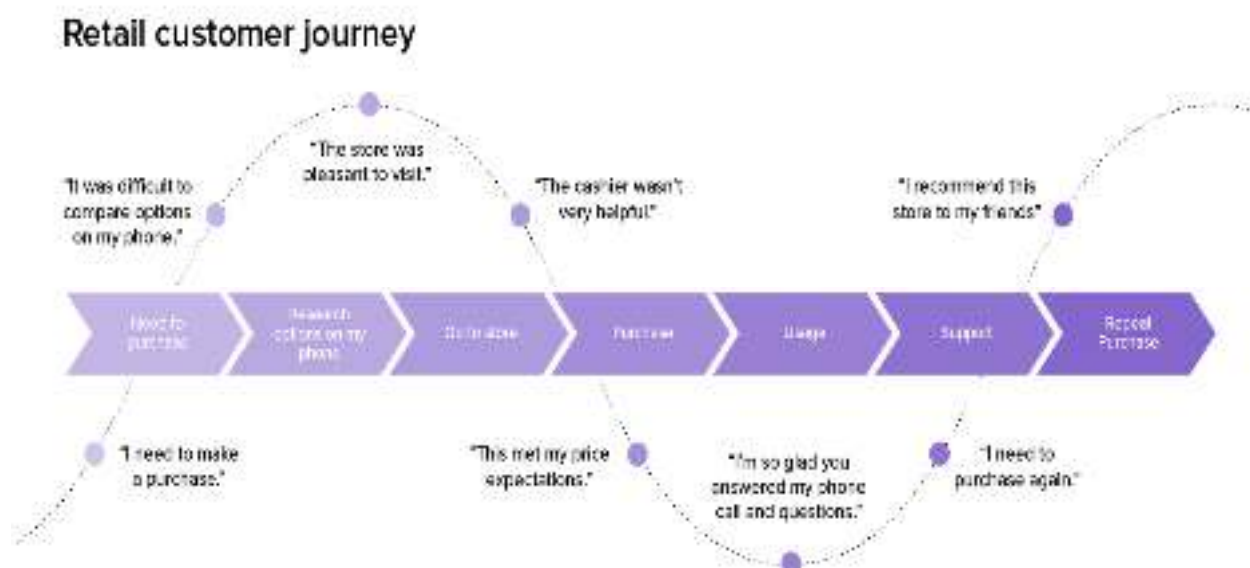 Retail customer journey
"The store was
pleasant to visit."
"It was difficult to
compare options
on my phone."
"The cashier wasn't
very helpful."
"I recommend this
store to my friends"
Need to
purchase
Research
options on my
phone
Go to store
Purchase
Usage
Support
Repeat
Purchase
"I need to make
a purchase."
"This met my price
expectations."
"I'm so glad you
answered my phone
call and questions."
"I need to
purchase again."